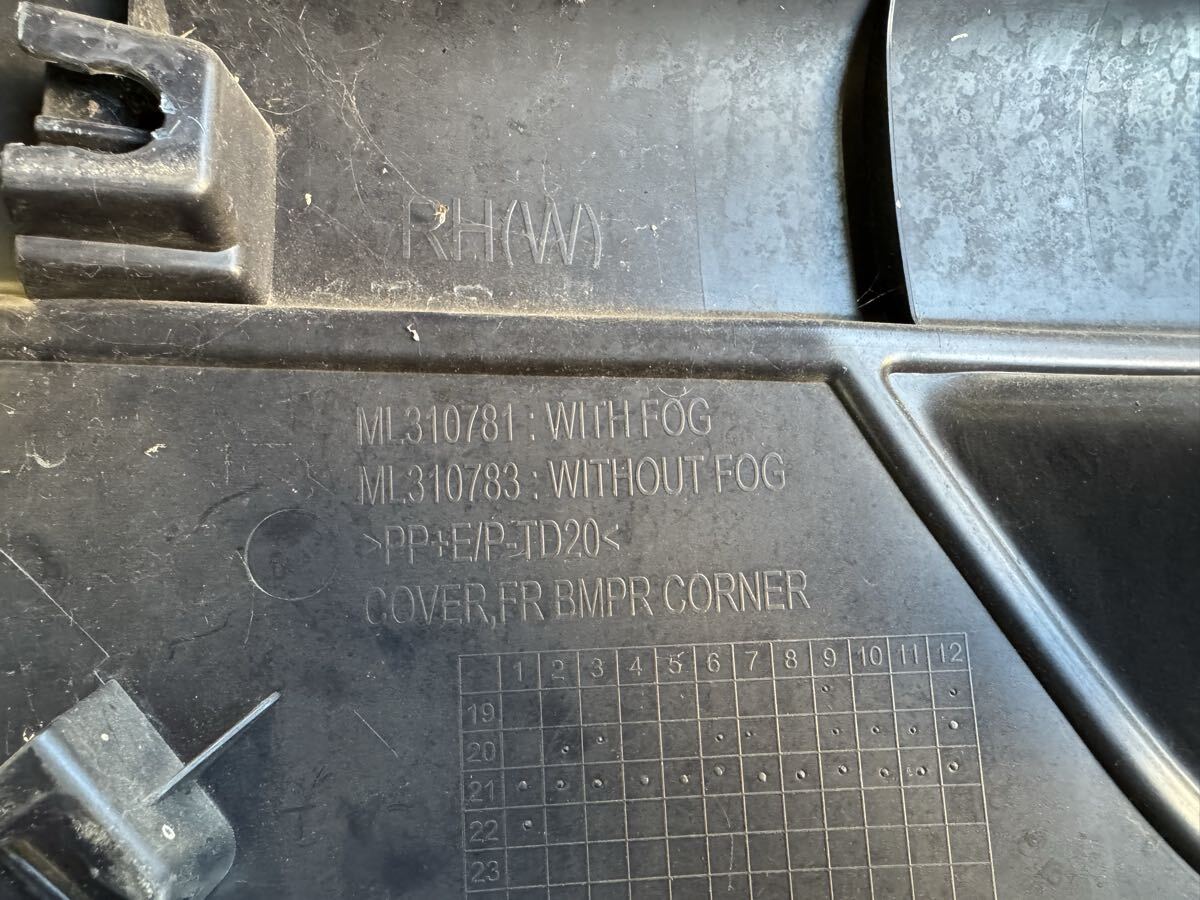 RH(W)
ML310781 : WITH FOG
ML310783 : WITHOUT FOG
>PP+E/P-TD20<
COVER,FR BMPR CORNER
1 2 3 4 5 6 7 8 9 10 11 12
19
20
21
22
23